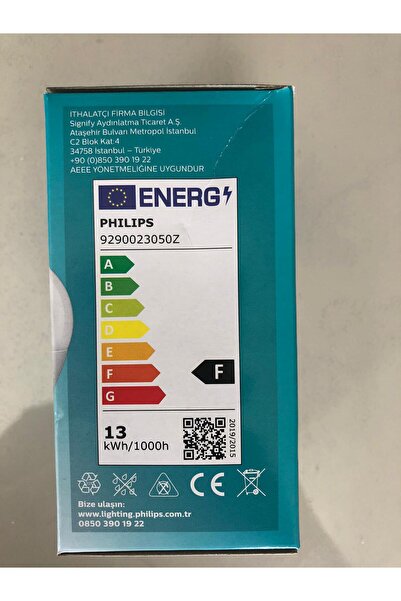 İTHALATÇI FİRMA BİLGİSİ
Signify Aydınlatma Ticaret A.Ş.
Ataşehir Bulvarı Metropol İstanbul
C2 Blok Kat 4
34758 İstanbul – Türkiye
+90 (0)850 390 19 22
AEEE YÖNETMELİĞİNE UYGUNDUR
ENERG
PHILIPS
9290023050Z
A
B
C
D
E
F
G
F
13
kWh/1000h
2019/2015
CE
Bize ulaşın:
www.lighting.philips.com.tr
0850 390 19 22